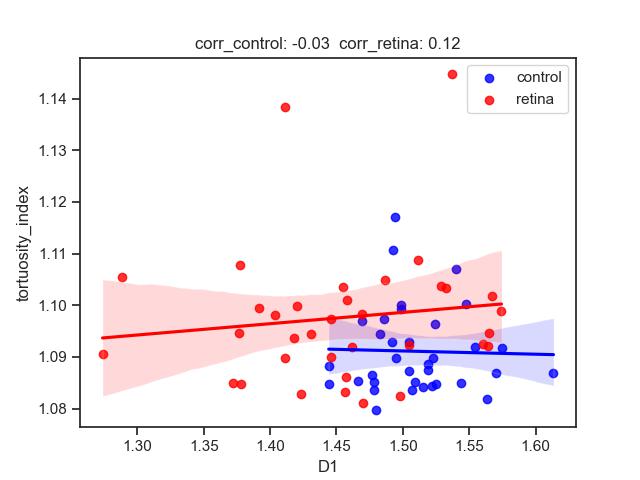 corr_control: -0.03 corr_retina: 0.12
control
retina
tortuosity_index
1.14
1.13
1.12
1.11
1.10
1.09
1.08
1.30 1.35 1.40 1.45 1.50 1.55 1.60
D1